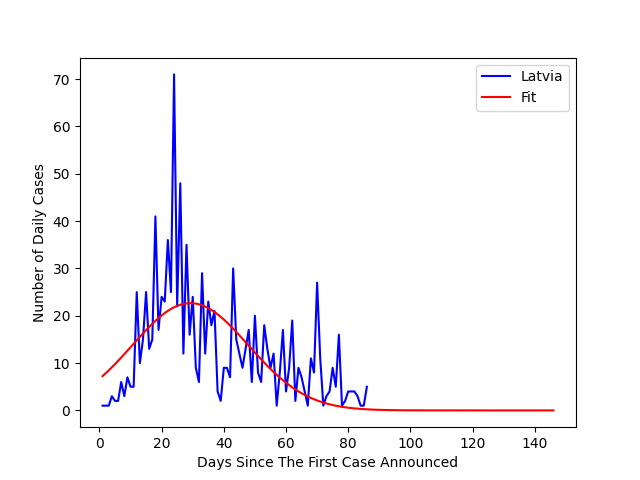 Latvia
Fit
70
60
50
40
30
20
10
0
Number of Daily Cases
0 20 40 60 80 100 120 140
Days Since The First Case Announced